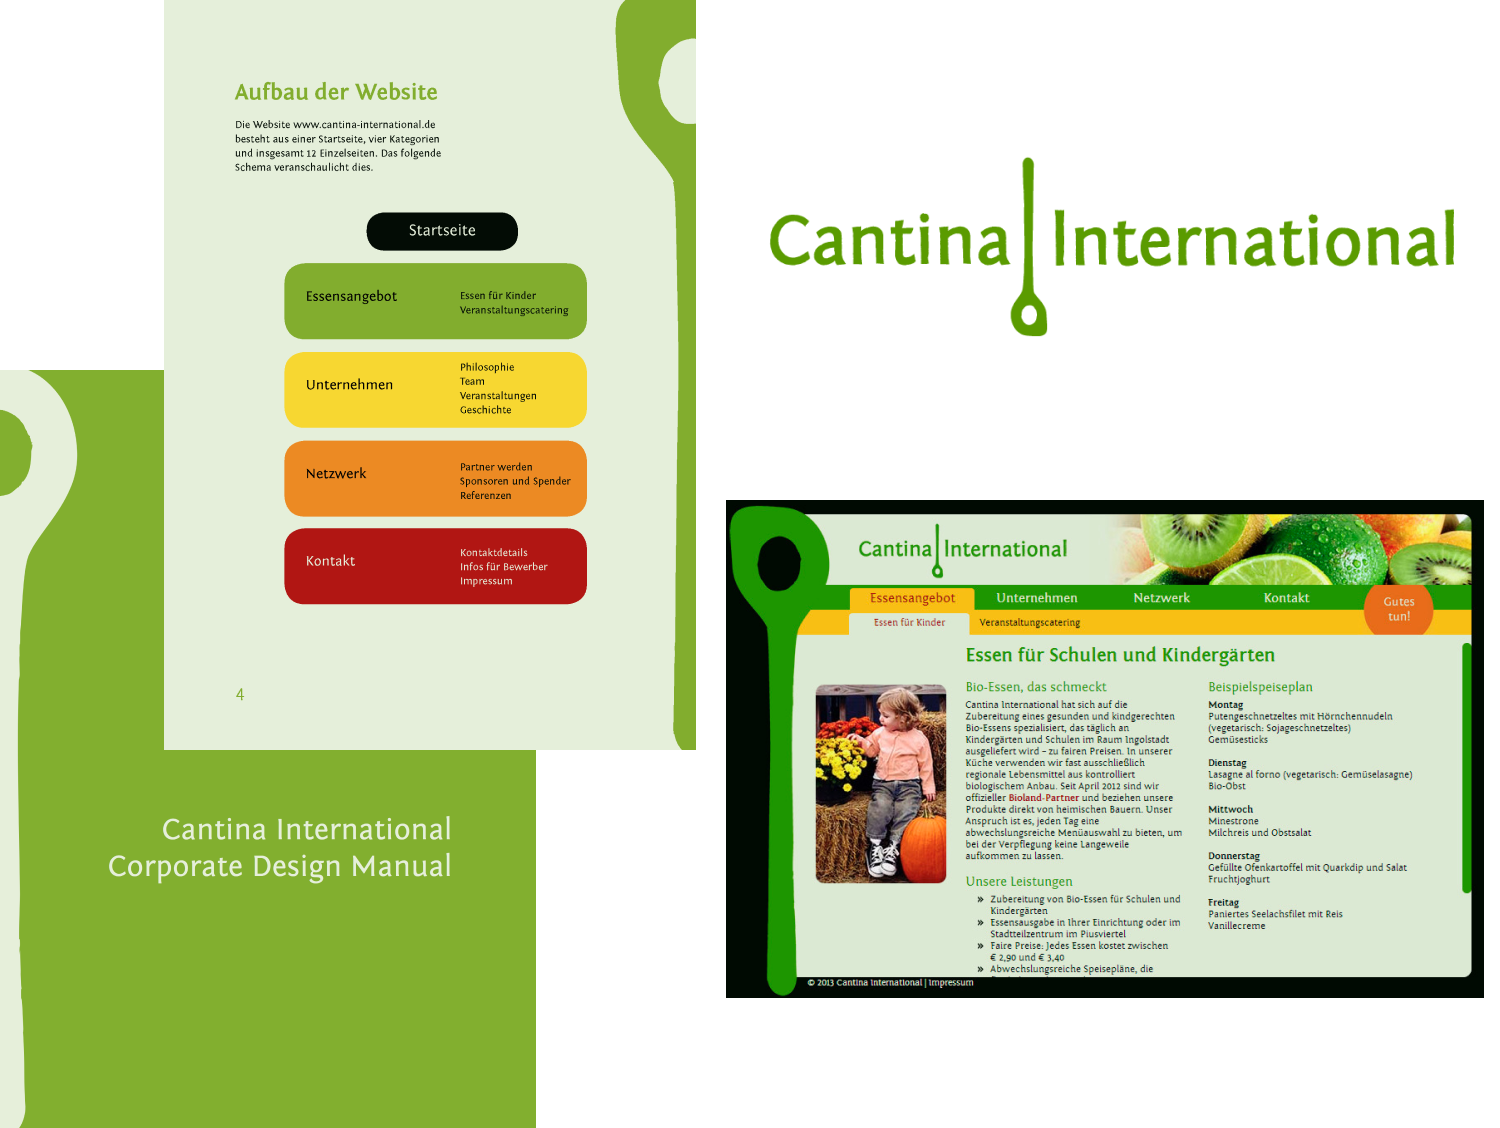 Aufbau der Website
Die Website www.cantina-international.de
besteht aus einer Startseite, vier Kategorien
und insgesamt 12 Einzelseiten. Das folgende
Schema veranschaulicht dies.
Startseite
Essensangebot
Essen für Kinder
Veranstaltungscatering
Unternehmen
Philosophie
Team
Veranstaltungen
Geschichte
Netzwerk
Partner werden
Sponsoren und Spender
Referenzen
Kontakt
Kontaktdetails
Infos für Bewerber
Impressum
4
Cantina International
Corporate Design Manual
Cantina International
Cantina International
Essensangebot Unternehmen Netzwerk Kontakt
Gutes
tun!
Essen für Kinder Veranstaltungscatering
Essen für Schulen und Kindergärten
Bio-Essen, das schmeckt
Cantina International hat sich auf die
Zubereitung eines gesunden und kindgerechten
Bio-Essens spezialisiert, das täglich an
Kindergärten und Schulen im Raum Ingolstadt
ausgeliefert wird – zu fairen Preisen. In unserer
Küche verwenden wir fast ausschließlich
regionale Lebensmittel aus kontrolliert
biologischem Anbau. Seit April 2012 sind wir
offizieller Bioland-Partner und beziehen unsere
Produkte direkt von heimischen Bauern. Unser
Anspruch ist es, jeden Tag eine
abwechslungsreiche Menüauswahl zu bieten, um
bei der Verpflegung keine Langeweile
aufkommen zu lassen.
Unsere Leistungen
» Zubereitung von Bio-Essen für Schulen und
Kindergärten
» Essensausgabe in Ihrer Einrichtung oder im
Stadtteilzentrum im Piusviertel
» Faire Preise: Jedes Essen kostet zwischen
€ 2,90 und € 3,40
» Abwechslungsreiche Speisepläne, die
Beispielspeiseplan
Montag
Putengeschnetzeltes mit Hörnchennudeln
(vegetarisch: Sojageschnetzeltes)
Gemüsesticks
Dienstag
Lasagne al forno (vegetarisch: Gemüselasagne)
Bio-Obst
Mittwoch
Minestrone
Milchreis und Obstsalat
Donnerstag
Gefüllte Ofenkartoffel mit Quarkdip und Salat
Fruchtjoghurt
Freitag
Paniertes Seelachsfilet mit Reis
Vanillecreme
© 2013 Cantina International | Impressum